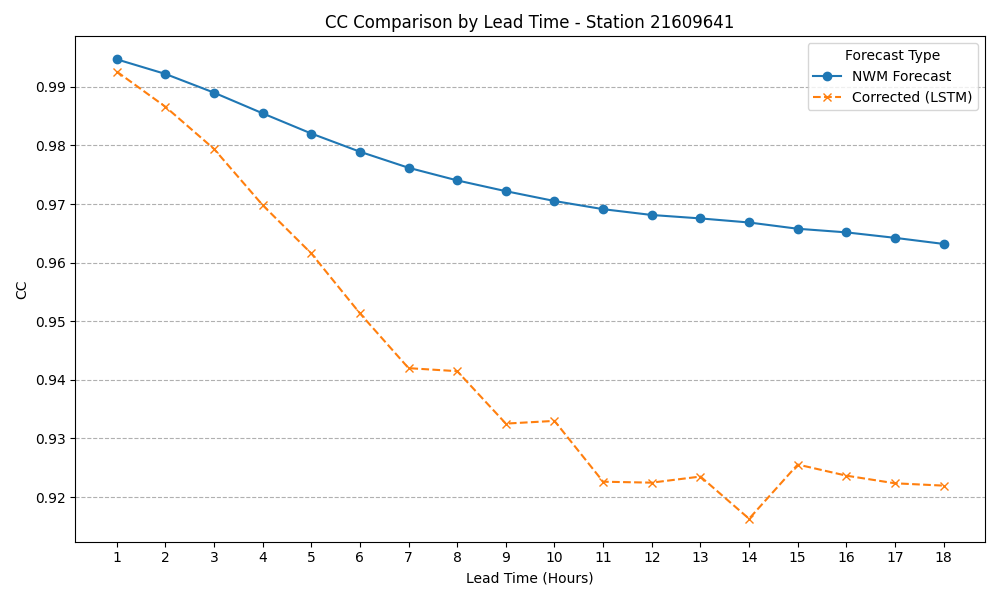 CC Comparison by Lead Time - Station 21609641
Forecast Type
NWM Forecast
Corrected (LSTM)
0.99
0.98
0.97
0.96
0.95
0.94
0.93
0.92
CC
1 2 3 4 5 6 7 8 9 10 11 12 13 14 15 16 17 18
Lead Time (Hours)